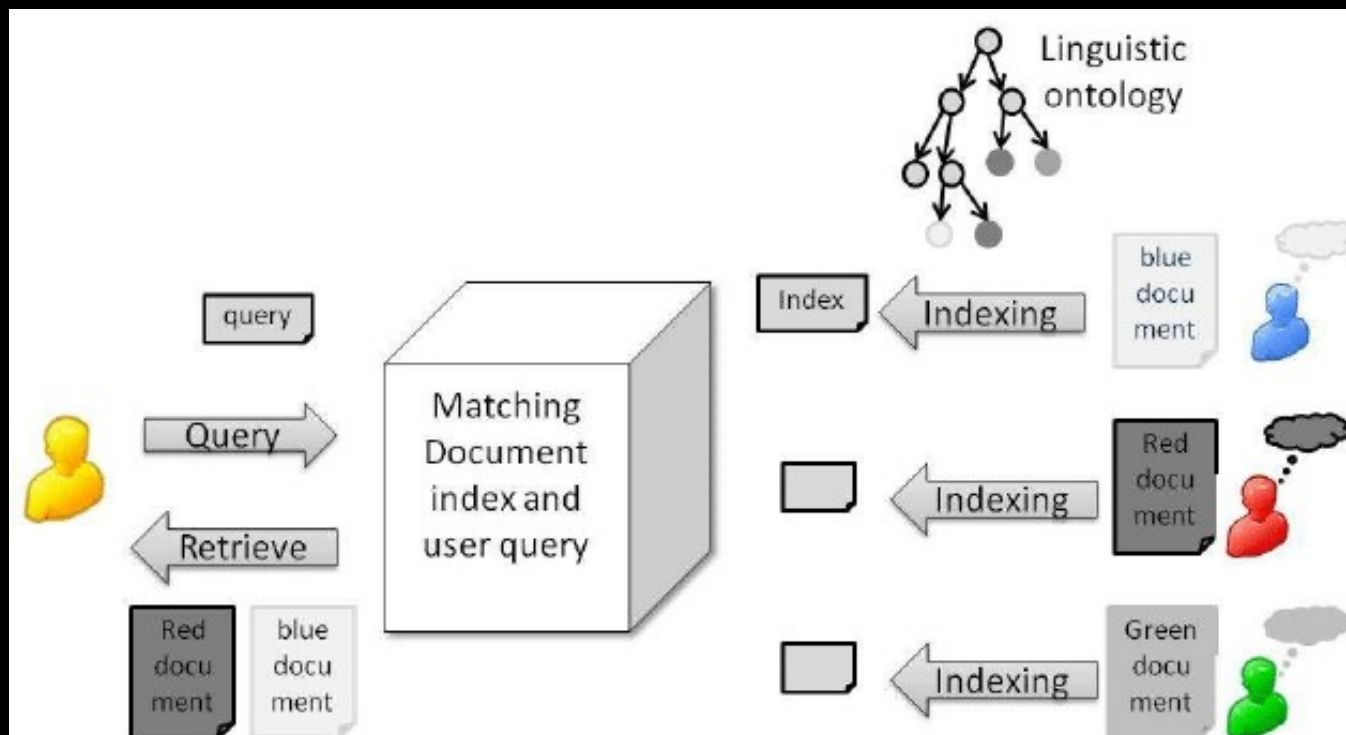 Linguistic
ontology
query
Index
Indexing
blue
docu
ment
Matching
Document
index and
user query
Query
Retrieve
Indexing
Red
docu
ment
Red
docu
ment
blue
docu
ment
Indexing
Green
docu
ment